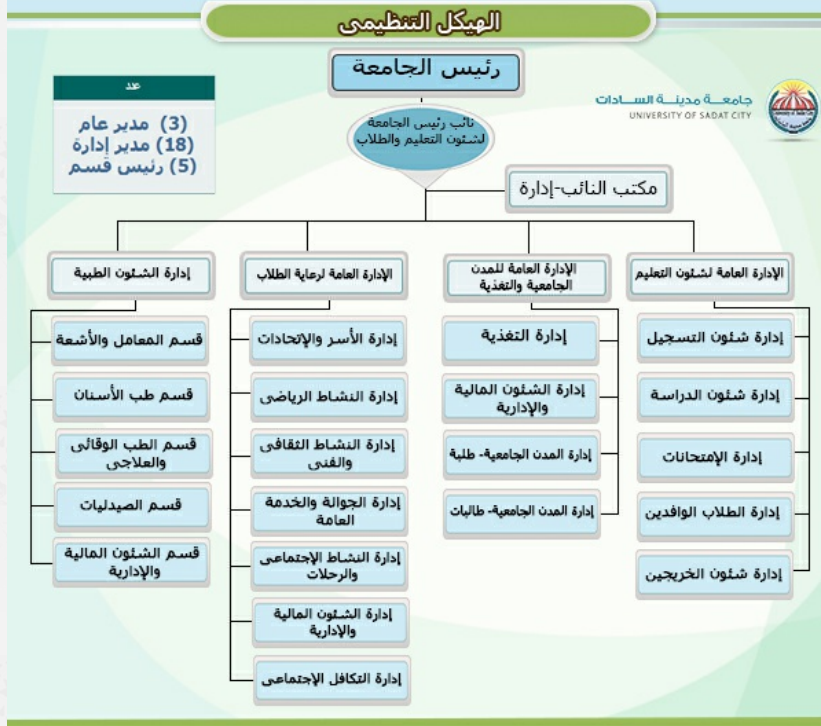 الهيكل التنظيمى
رئيس الجامعة
جامعــة مدينــة الســادات
UNIVERSITY OF SADAT CITY
عدد
(3) مدير عام
(18) مدير إدارة
(5) رئيس قسم
نائب رئيس الجامعة
لشئون التعليم والطلاب
مكتب النائب-إدارة
الإدارة العامة لشئون التعليم
إدارة شئون التسجيل
إدارة شئون الدراسة
إدارة الإمتحانات
إدارة الطلاب الوافدين
إدارة شئون الخريجين
الإدارة العامة للمدن
الجامعية والتغذية
إدارة التغذية
إدارة الشئون المالية
والإدارية
إدارة المدن الجامعية- طلبة
إدارة المدن الجامعية- طالبات
الإدارة العامة لرعاية الطلاب
إدارة الأسر والإتحادات
إدارة النشاط الرياضى
إدارة النشاط الثقافى
والفنى
إدارة الجوالة والخدمة
العامة
إدارة النشاط الإجتماعى
والرحلات
إدارة الشئون المالية
والإدارية
إدارة التكافل الإجتماعى
إدارة الشئون الطبية
قسم المعامل والأشعة
قسم طب الأسنان
قسم الطب الوقائى
والعلاجى
قسم الصيدليات
قسم الشئون المالية
والإدارية